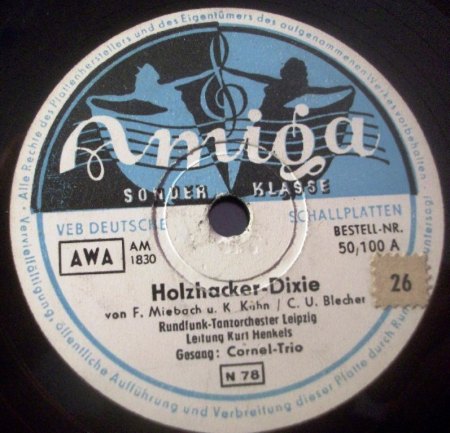 · Alle Rechte des Plattenherstellers und des Eigentümers des aufgenommenen Werkes vorbehalten ·
Amiga
SONDER KLASSE
VEB DEUTSCHE SCHALLPLATTEN
AWA
AM
1830
BESTELL-NR.
50,100 A
26
Holzhacker-Dixie
von F. Miebach u. K. Kühn / C. U. Blecher
Rundfunk-Tanzorchester Leipzig
Leitung Kurt Henkels
Gesang: Cornel-Trio
N 78
Vervielfältigung, öffentliche Aufführung und Verbreitung dieser Platte durch untersagt